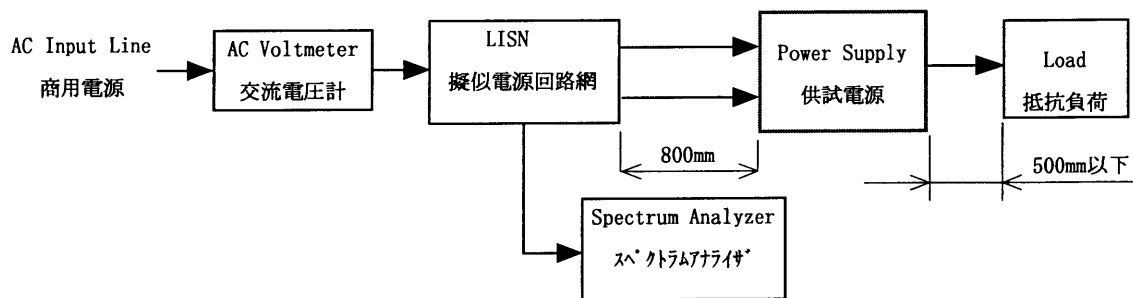 AC Input Line
商用電源
AC Voltmeter
交流電圧計
LISN
擬似電源回路網
Power Supply
供試電源
Load
抵抗負荷
800mm
500mm以下
Spectrum Analyzer
ｽﾍﾟｸﾄﾗﾑｱﾅﾗｲｻﾞ